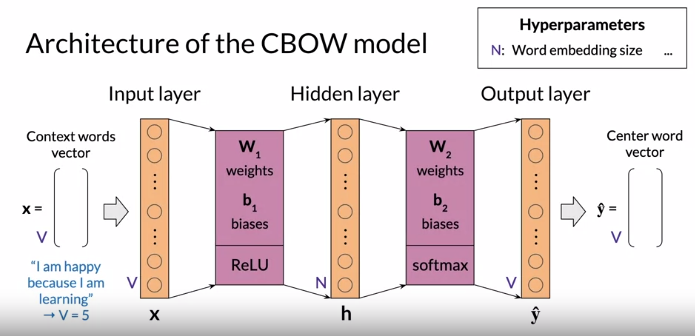 Architecture of the CBOW model
Hyperparameters
N: Word embedding size ...
Input layer
Hidden layer
Output layer
Context words
vector
x =
V
"I am happy
because I am
learning"
→ V = 5
V
x
W1
weights
b1
biases
ReLU
N
h
W2
weights
b2
biases
softmax
V
ŷ
Center word
vector
ŷ =
V